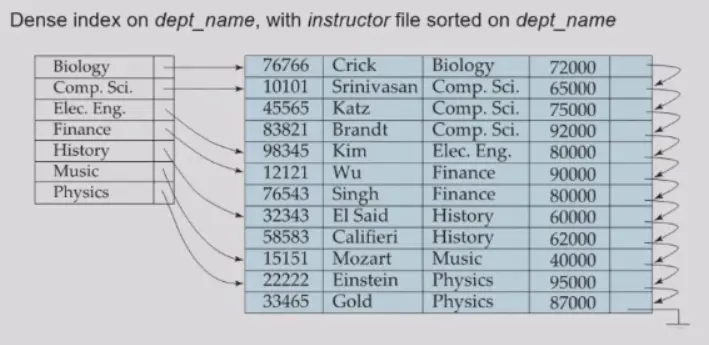 Dense index on dept_name, with instructor file sorted on dept_name
Biology
Comp. Sci.
Elec. Eng.
Finance
History
Music
Physics
76766 Crick Biology 72000
10101 Srinivasan Comp. Sci. 65000
45565 Katz Comp. Sci. 75000
83821 Brandt Comp. Sci. 92000
98345 Kim Elec. Eng. 80000
12121 Wu Finance 90000
76543 Singh Finance 80000
32343 El Said History 60000
58583 Califieri History 62000
15151 Mozart Music 40000
22222 Einstein Physics 95000
33465 Gold Physics 87000